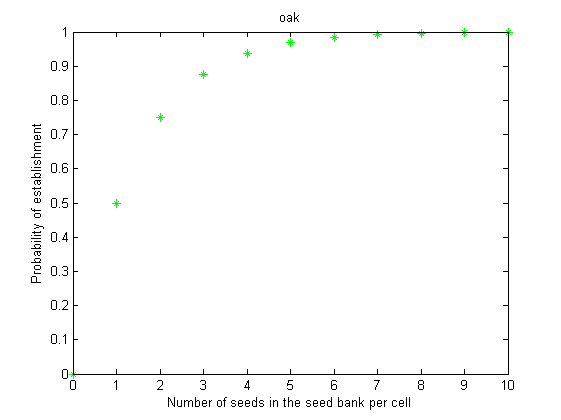 oak
1
0.9
0.8
0.7
0.6
0.5
0.4
0.3
0.2
0.1
0
Probability of establishment
0 1 2 3 4 5 6 7 8 9 10
Number of seeds in the seed bank per cell